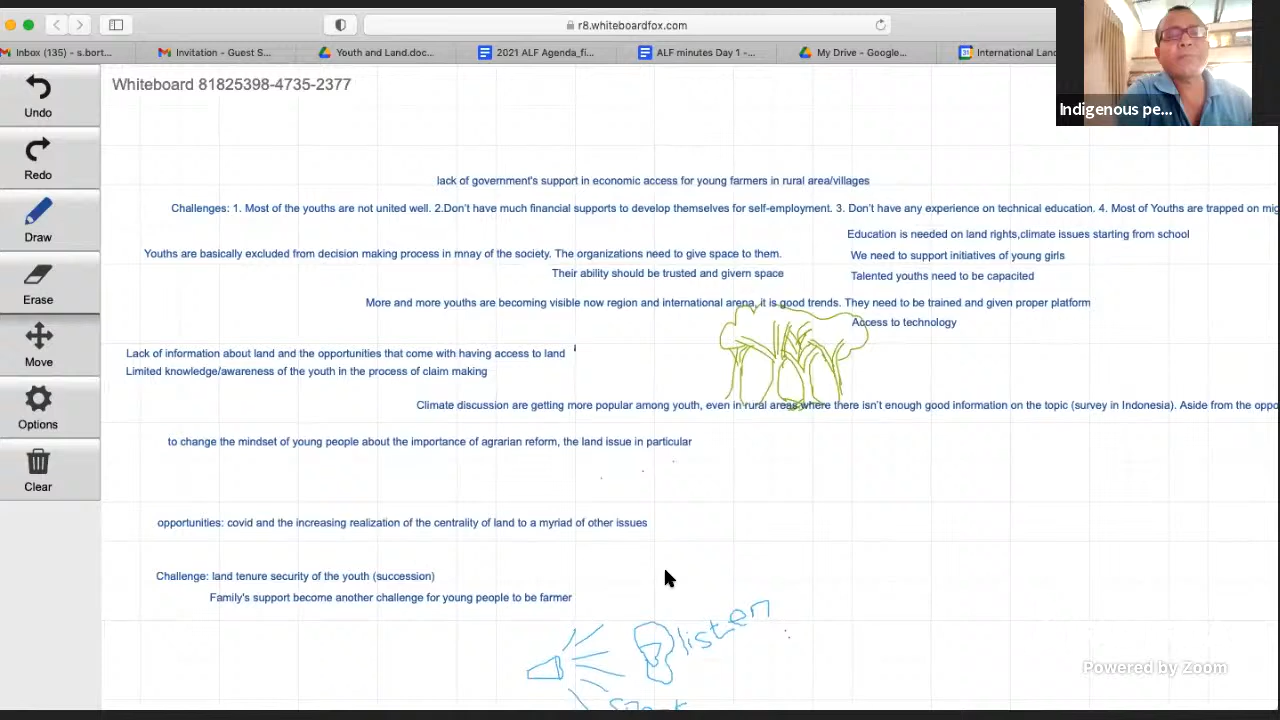 r8.whiteboardfox.com
Inbox (135) - s.bort...
Invitation - Guest S...
Youth and Land.doc...
2021 ALF Agenda_fi...
ALF minutes Day 1 -...
My Drive - Google...
International Lan
Indigenous pe...
Whiteboard 81825398-4735-2377
Undo
Redo
Draw
Erase
Move
Options
Clear
lack of government's support in economic access for young farmers in rural area/villages
Challenges: 1. Most of the youths are not united well. 2.Don't have much financial supports to develop themselves for self-employment. 3. Don't have any experience on technical education. 4. Most of Youths are trapped on mig
Education is needed on land rights,climate issues starting from school
Youths are basically excluded from decision making process in mnay of the society. The organizations need to give space to them.
We need to support initiatives of young girls
Their ability should be trusted and givern space
Talented youths need to be capacited
More and more youths are becoming visible now region and international arena, it is good trends. They need to be trained and given proper platform
Access to technology
Lack of information about land and the opportunities that come with having access to land
Limited knowledge/awareness of the youth in the process of claim making
Climate discussion are getting more popular among youth, even in rural areas where there isn't enough good information on the topic (survey in Indonesia). Aside from the oppo
to change the mindset of young people about the importance of agrarian reform, the land issue in particular
opportunities: covid and the increasing realization of the centrality of land to a myriad of other issues
Challenge: land tenure security of the youth (succession)
Family's support become another challenge for young people to be farmer
listen
Powered by Zoom